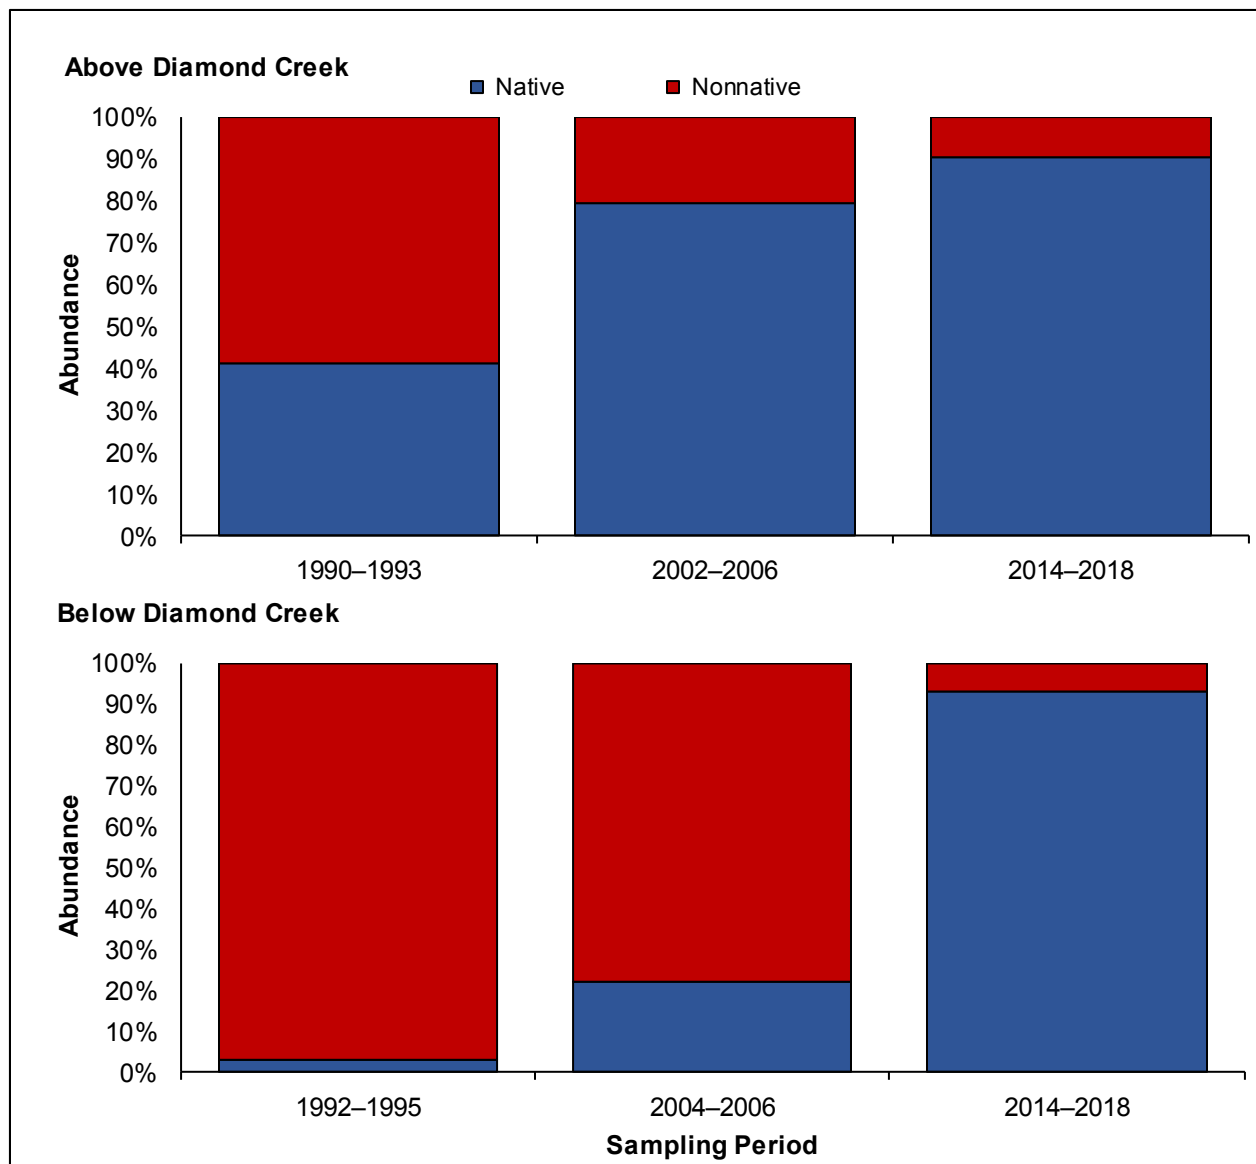 Above Diamond Creek
Native Nonnative
100%
90%
80%
70%
60%
50%
40%
30%
20%
10%
0%
Abundance
1990–1993 2002–2006 2014–2018
Below Diamond Creek
100%
90%
80%
70%
60%
50%
40%
30%
20%
10%
0%
Abundance
1992–1995 2004–2006 2014–2018
Sampling Period